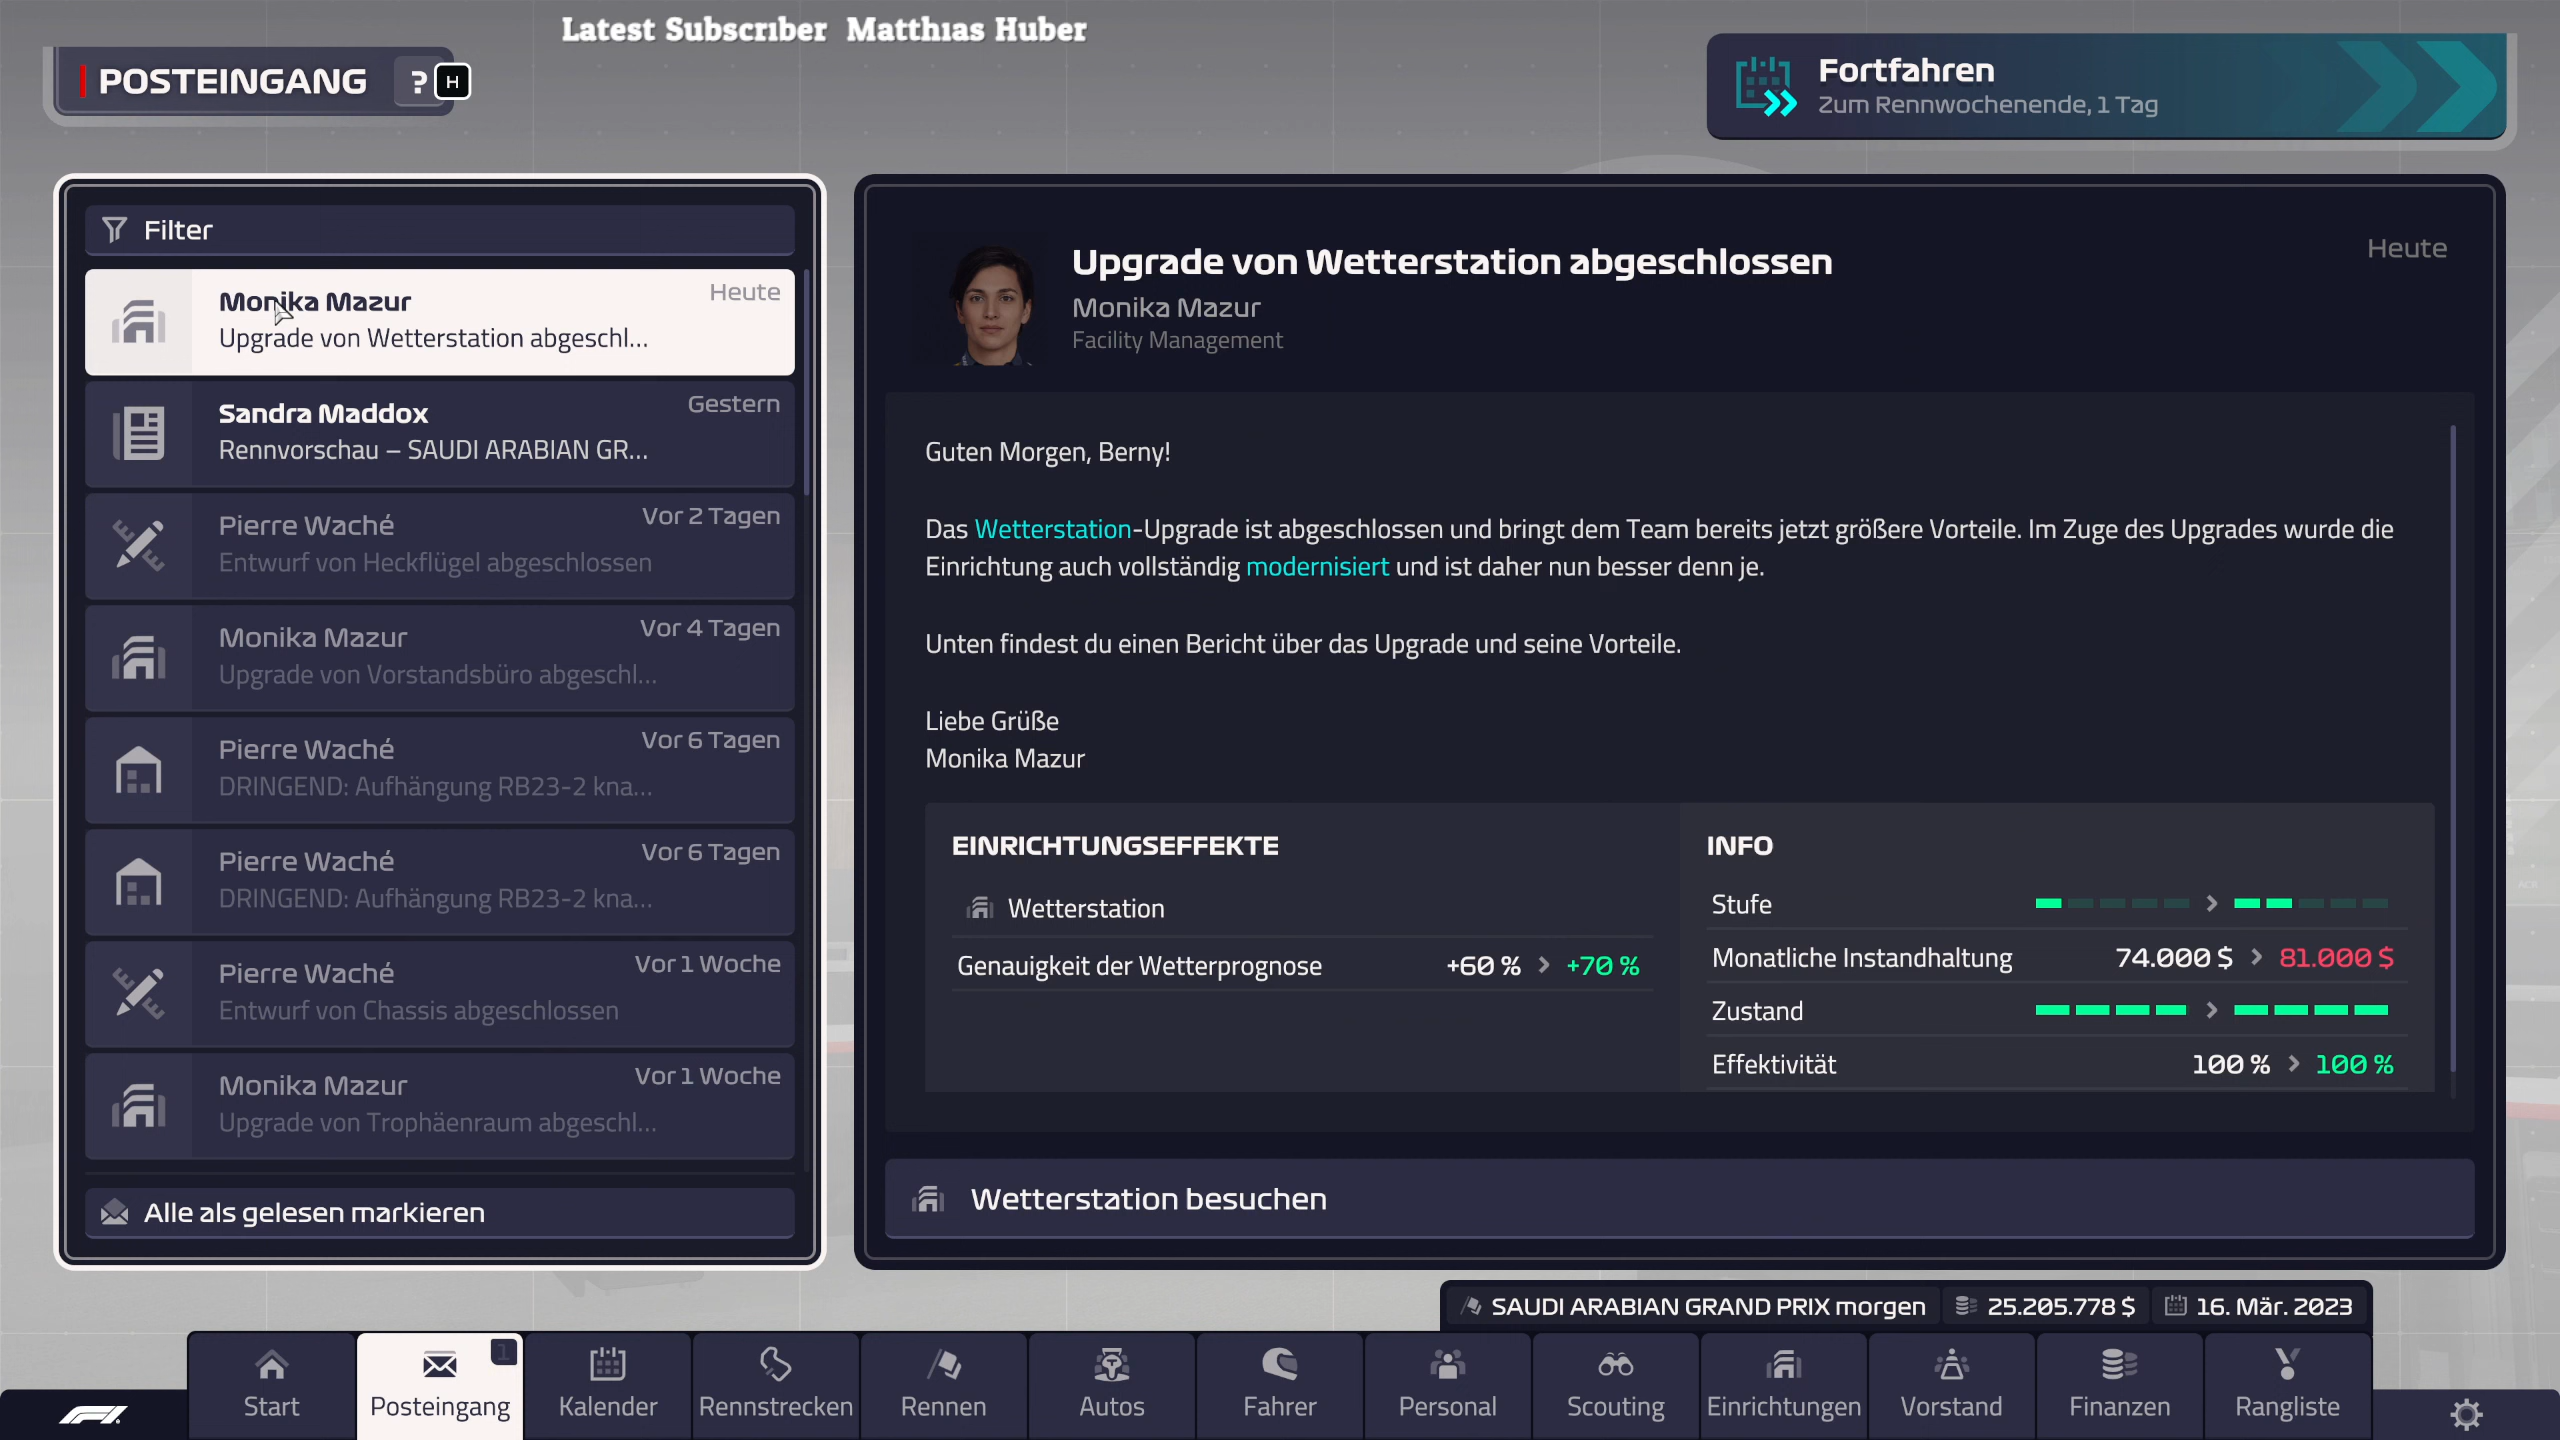 Latest Subscriber Matthias Huber
POSTEINGANG
? H
Fortfahren
Zum Rennwochenende, 1 Tag
Filter
Monika Mazur
Heute
Upgrade von Wetterstation abgeschl...
Sandra Maddox
Gestern
Rennvorschau – SAUDI ARABIAN GR...
Pierre Waché
Vor 2 Tagen
Entwurf von Heckflügel abgeschlossen
Monika Mazur
Vor 4 Tagen
Upgrade von Vorstandsbüro abgeschl...
Pierre Waché
Vor 6 Tagen
DRINGEND: Aufhängung RB23-2 kna...
Pierre Waché
Vor 6 Tagen
DRINGEND: Aufhängung RB23-2 kna...
Pierre Waché
Vor 1 Woche
Entwurf von Chassis abgeschlossen
Monika Mazur
Vor 1 Woche
Upgrade von Trophäenraum abgeschl...
Alle als gelesen markieren
Upgrade von Wetterstation abgeschlossen
Heute
Monika Mazur
Facility Management
Guten Morgen, Berny!
Das Wetterstation-Upgrade ist abgeschlossen und bringt dem Team bereits jetzt größere Vorteile. Im Zuge des Upgrades wurde die
Einrichtung auch vollständig modernisiert und ist daher nun besser denn je.
Unten findest du einen Bericht über das Upgrade und seine Vorteile.
Liebe Grüße
Monika Mazur
EINRICHTUNGSEFFEKTE
Wetterstation
Genauigkeit der Wetterprognose +60 % > +70 %
INFO
Stufe >
Monatliche Instandhaltung 74.000 $ > 81.000 $
Zustand >
Effektivität 100 % > 100 %
Wetterstation besuchen
SAUDI ARABIAN GRAND PRIX morgen 25.205.778 $ 16. Mär. 2023
F1
Start
Posteingang 1
Kalender
Rennstrecken
Rennen
Autos
Fahrer
Personal
Scouting
Einrichtungen
Vorstand
Finanzen
Rangliste